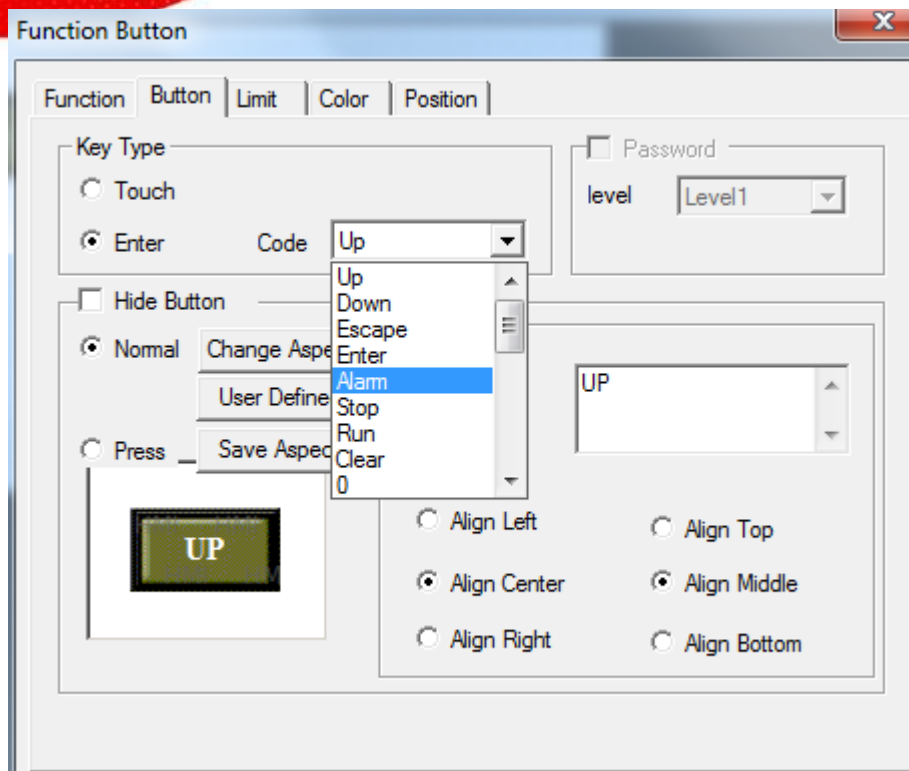 Function Button
X
Function Button Limit Color Position
Key Type
Touch
Enter Code Up
Password
level Level1
Up
Down
Escape
Enter
Alarm
Stop
Run
Clear
0
Hide Button
Normal Change Aspe
User Define
Press Save Aspec
UP
UP
Align Left
Align Center
Align Right
Align Top
Align Middle
Align Bottom